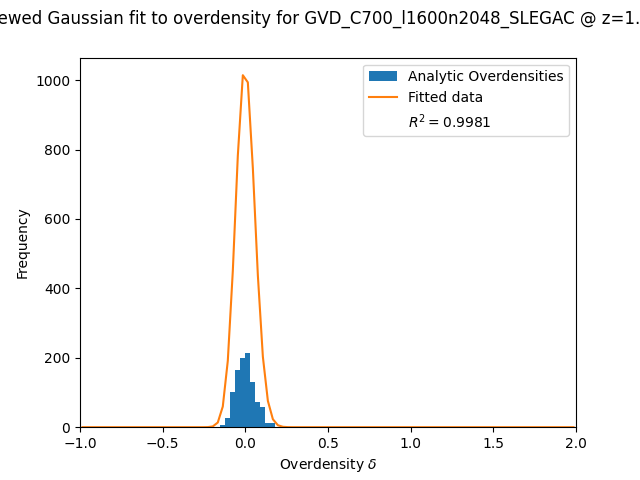 ewed Gaussian fit to overdensity for GVD_C700_l1600n2048_SLEGAC @ z=1.
Analytic Overdensities
Fitted data
R² = 0.9981
Frequency
1000
800
600
400
200
0
−1.0 −0.5 0.0 0.5 1.0 1.5 2.0
Overdensity δ